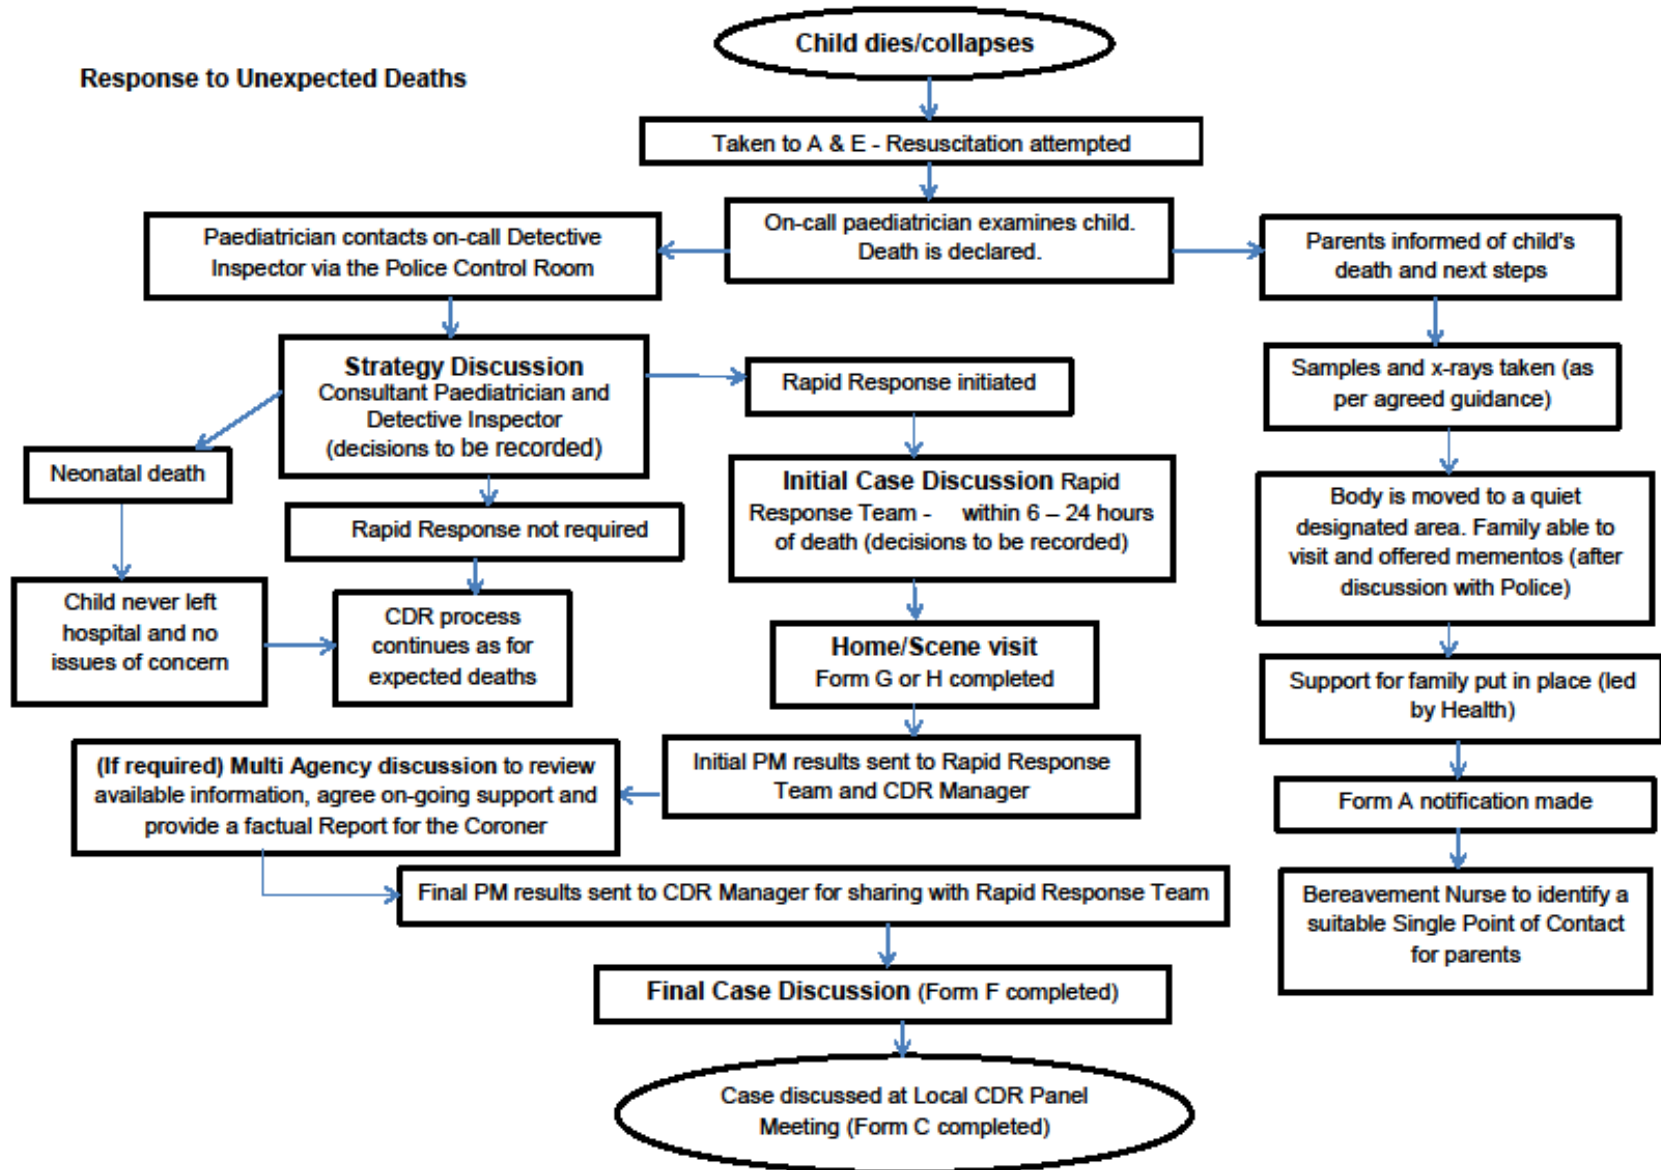 Child dies/collapses
Response to Unexpected Deaths
Taken to A & E - Resuscitation attempted
On-call paediatrician examines child.
Death is declared.
Paediatrician contacts on-call Detective
Inspector via the Police Control Room
Parents informed of child's
death and next steps
Strategy Discussion
Consultant Paediatrician and
Detective Inspector
(decisions to be recorded)
Rapid Response initiated
Samples and x-rays taken (as
per agreed guidance)
Neonatal death
Rapid Response not required
Initial Case Discussion Rapid
Response Team - within 6 – 24 hours
of death (decisions to be recorded)
Body is moved to a quiet
designated area. Family able to
visit and offered mementos (after
discussion with Police)
Child never left
hospital and no
issues of concern
CDR process
continues as for
expected deaths
Home/Scene visit
Form G or H completed
Support for family put in place (led
by Health)
(If required) Multi Agency discussion to review
available information, agree on-going support and
provide a factual Report for the Coroner
Initial PM results sent to Rapid Response
Team and CDR Manager
Form A notification made
Final PM results sent to CDR Manager for sharing with Rapid Response Team
Bereavement Nurse to identify a
suitable Single Point of Contact
for parents
Final Case Discussion (Form F completed)
Case discussed at Local CDR Panel
Meeting (Form C completed)